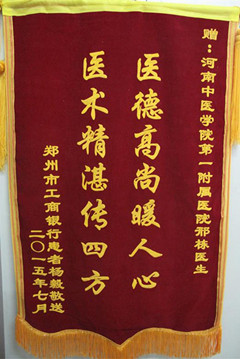 赠：河南中医学院第一附属医院邢栋医生
医德高尚暖人心
医术精湛传四方
郑州市工商银行患者杨毅敬送
二〇一五年七月